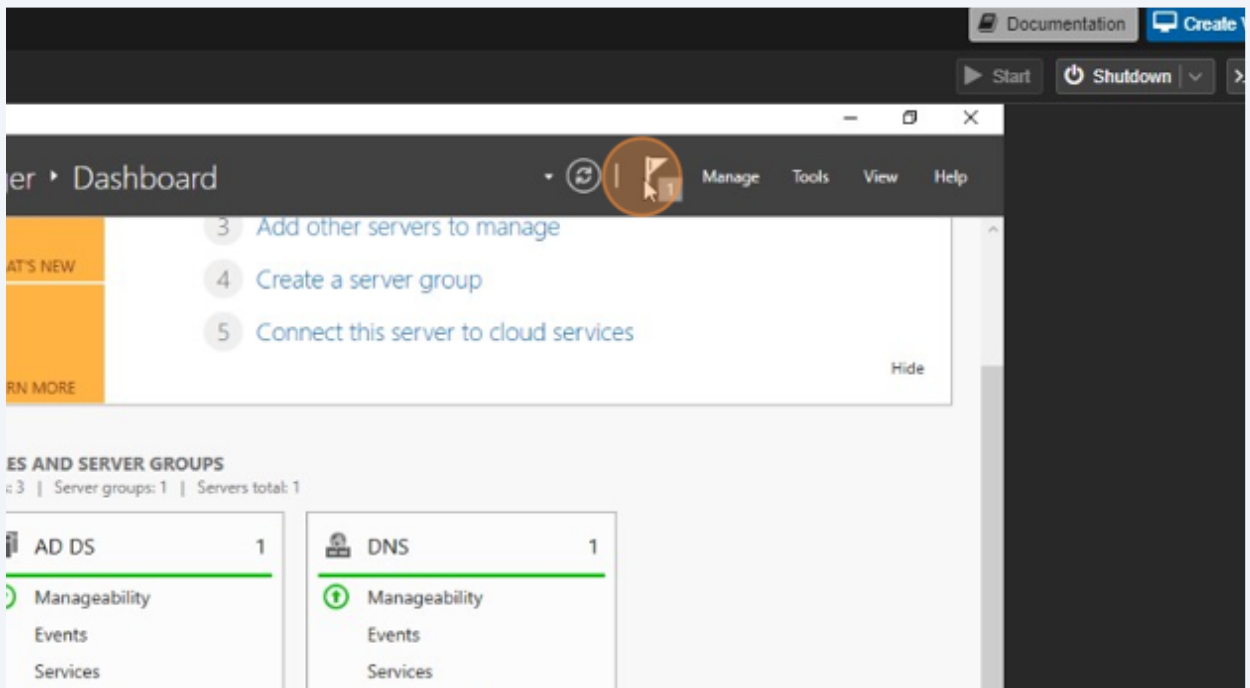 Documentation
Create
Start
Shutdown
Dashboard
1
Manage
Tools
View
Help
3 Add other servers to manage
AT'S NEW
4 Create a server group
5 Connect this server to cloud services
Hide
RN MORE
ES AND SERVER GROUPS
: 3 | Server groups: 1 | Servers total: 1
AD DS 1
DNS 1
Manageability
Manageability
Events
Events
Services
Services